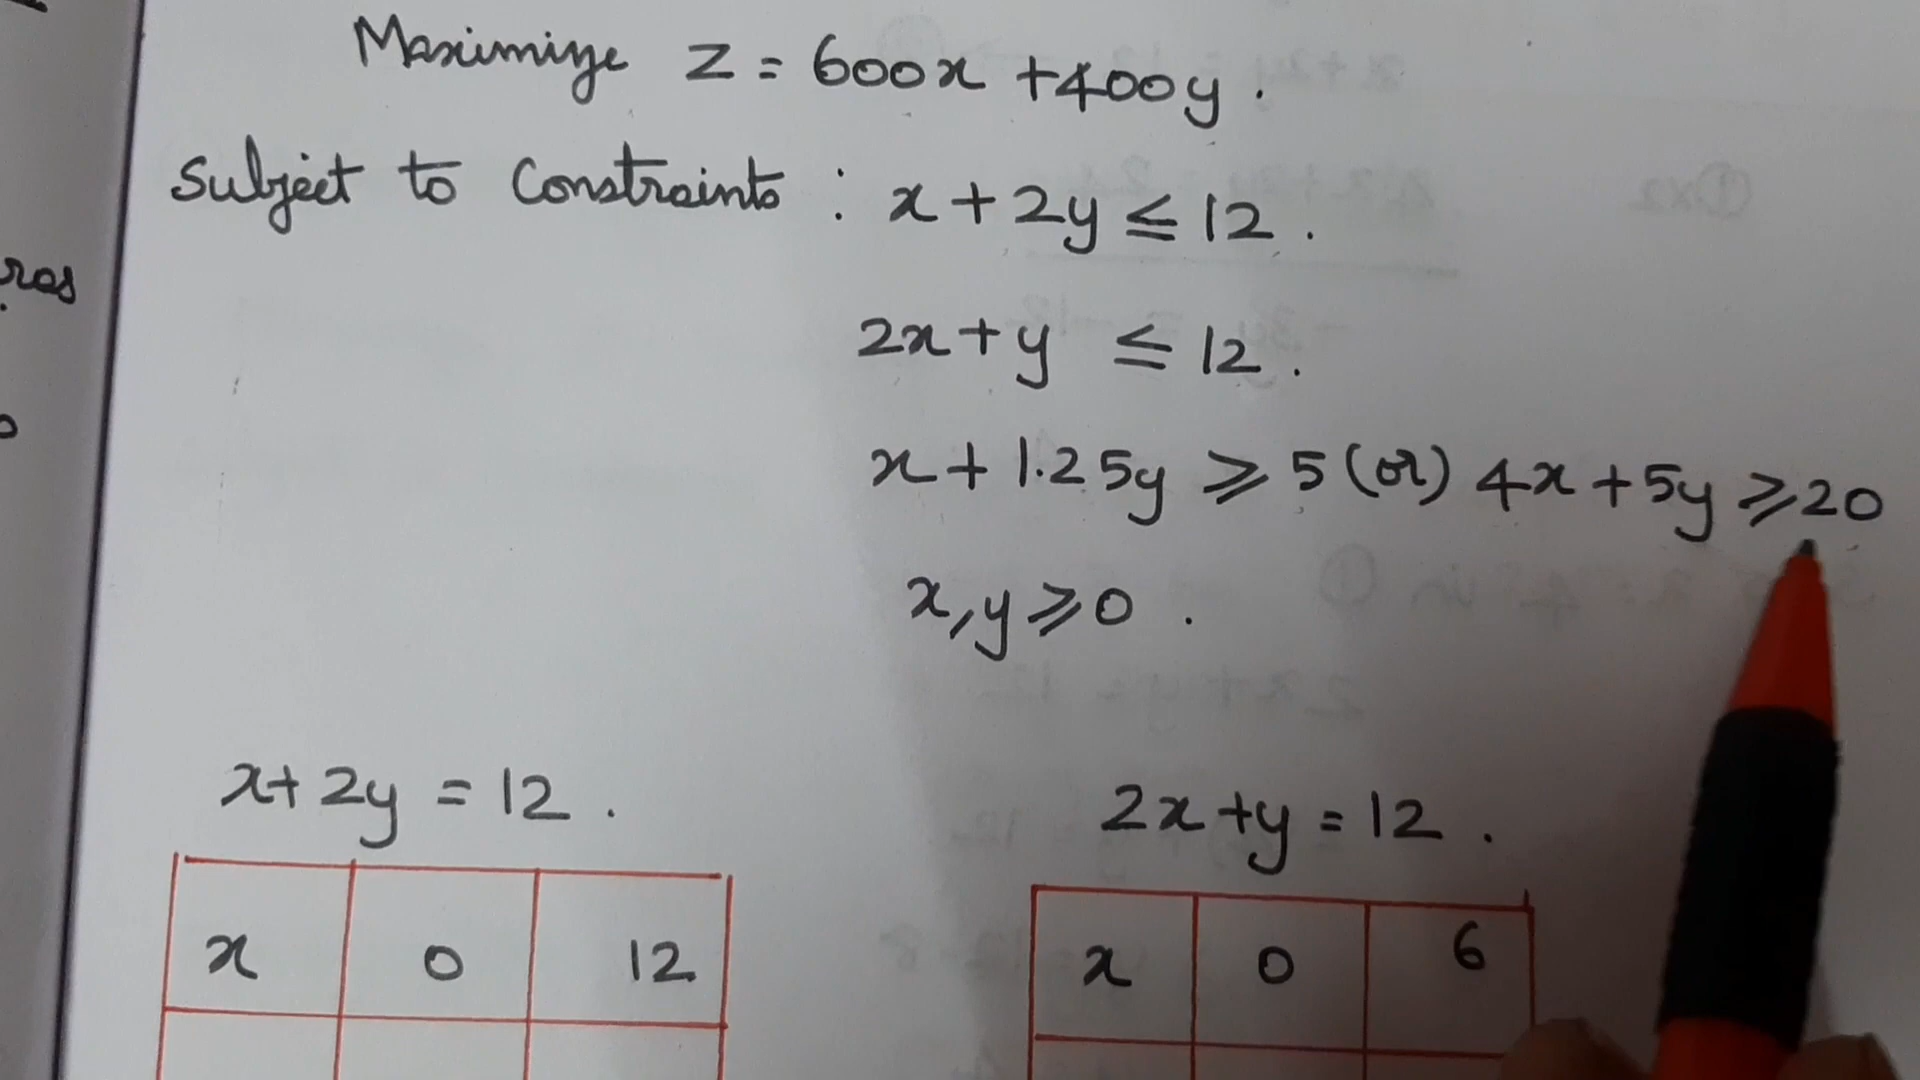 Maximize Z = 600x + 400y .
Subject to Constraints : x + 2y ≤ 12 .
2x + y ≤ 12 .
x + 1.25y ≥ 5 (or) 4x + 5y ≥ 20
x, y ≥ 0 .
x + 2y = 12 .
x 0 12
2x + y = 12 .
x 0 6